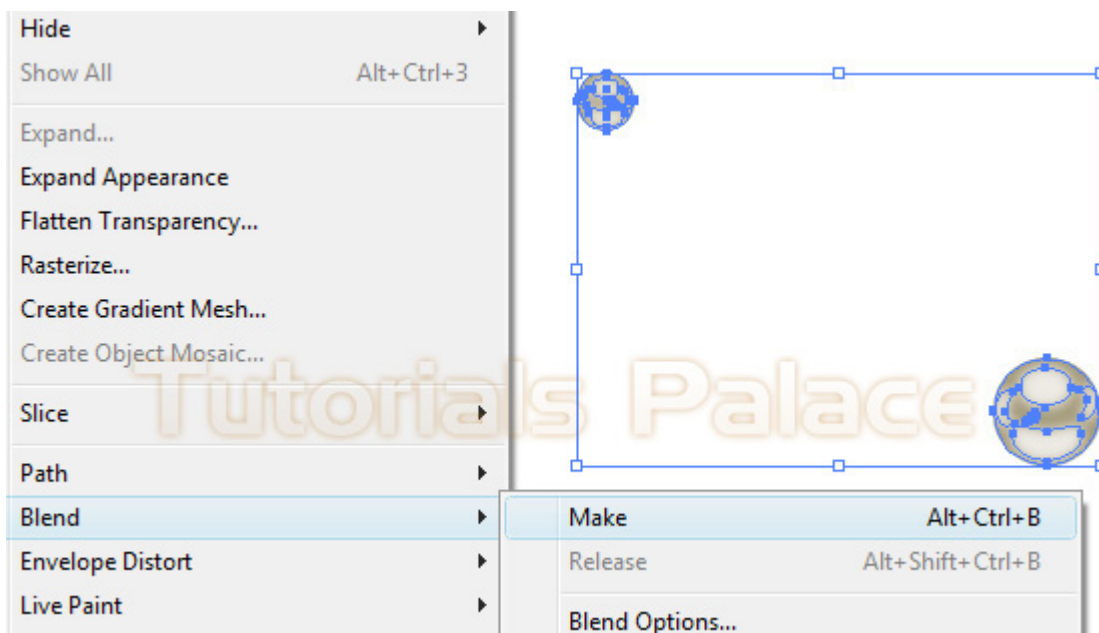 Hide
Show All Alt+Ctrl+3
Expand...
Expand Appearance
Flatten Transparency...
Rasterize...
Create Gradient Mesh...
Create Object Mosaic...
Tutorials Palace
Slice
Path
Blend
Make Alt+Ctrl+B
Envelope Distort
Release Alt+Shift+Ctrl+B
Live Paint
Blend Options...